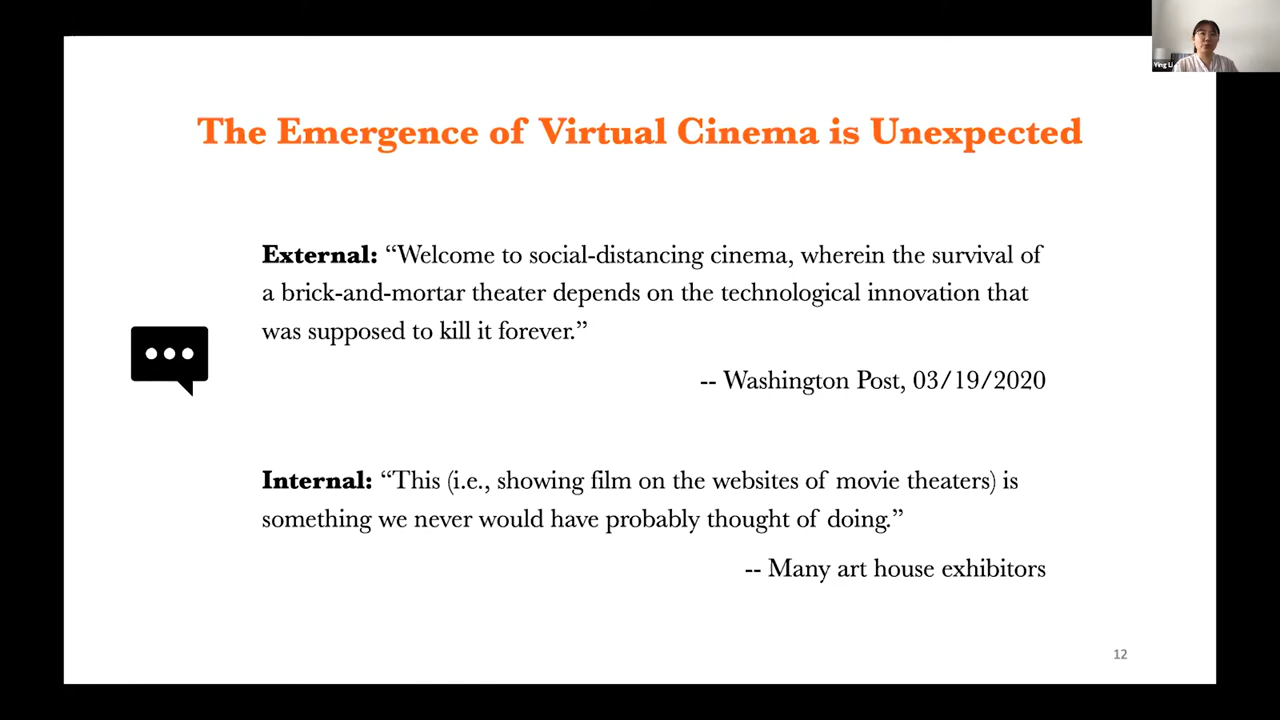 Ying Li
The Emergence of Virtual Cinema is Unexpected
External: “Welcome to social-distancing cinema, wherein the survival of
a brick-and-mortar theater depends on the technological innovation that
was supposed to kill it forever.”
-- Washington Post, 03/19/2020
Internal: “This (i.e., showing film on the websites of movie theaters) is
something we never would have probably thought of doing.”
-- Many art house exhibitors
12